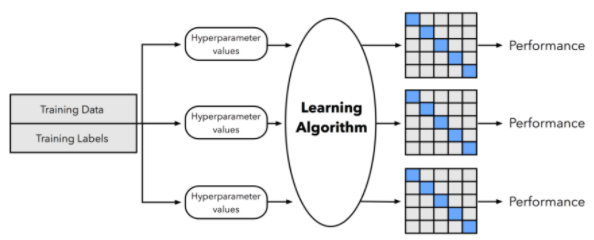 Hyperparameter
values
Performance
Training Data
Training Labels
Hyperparameter
values
Learning
Algorithm
Performance
Hyperparameter
values
Performance